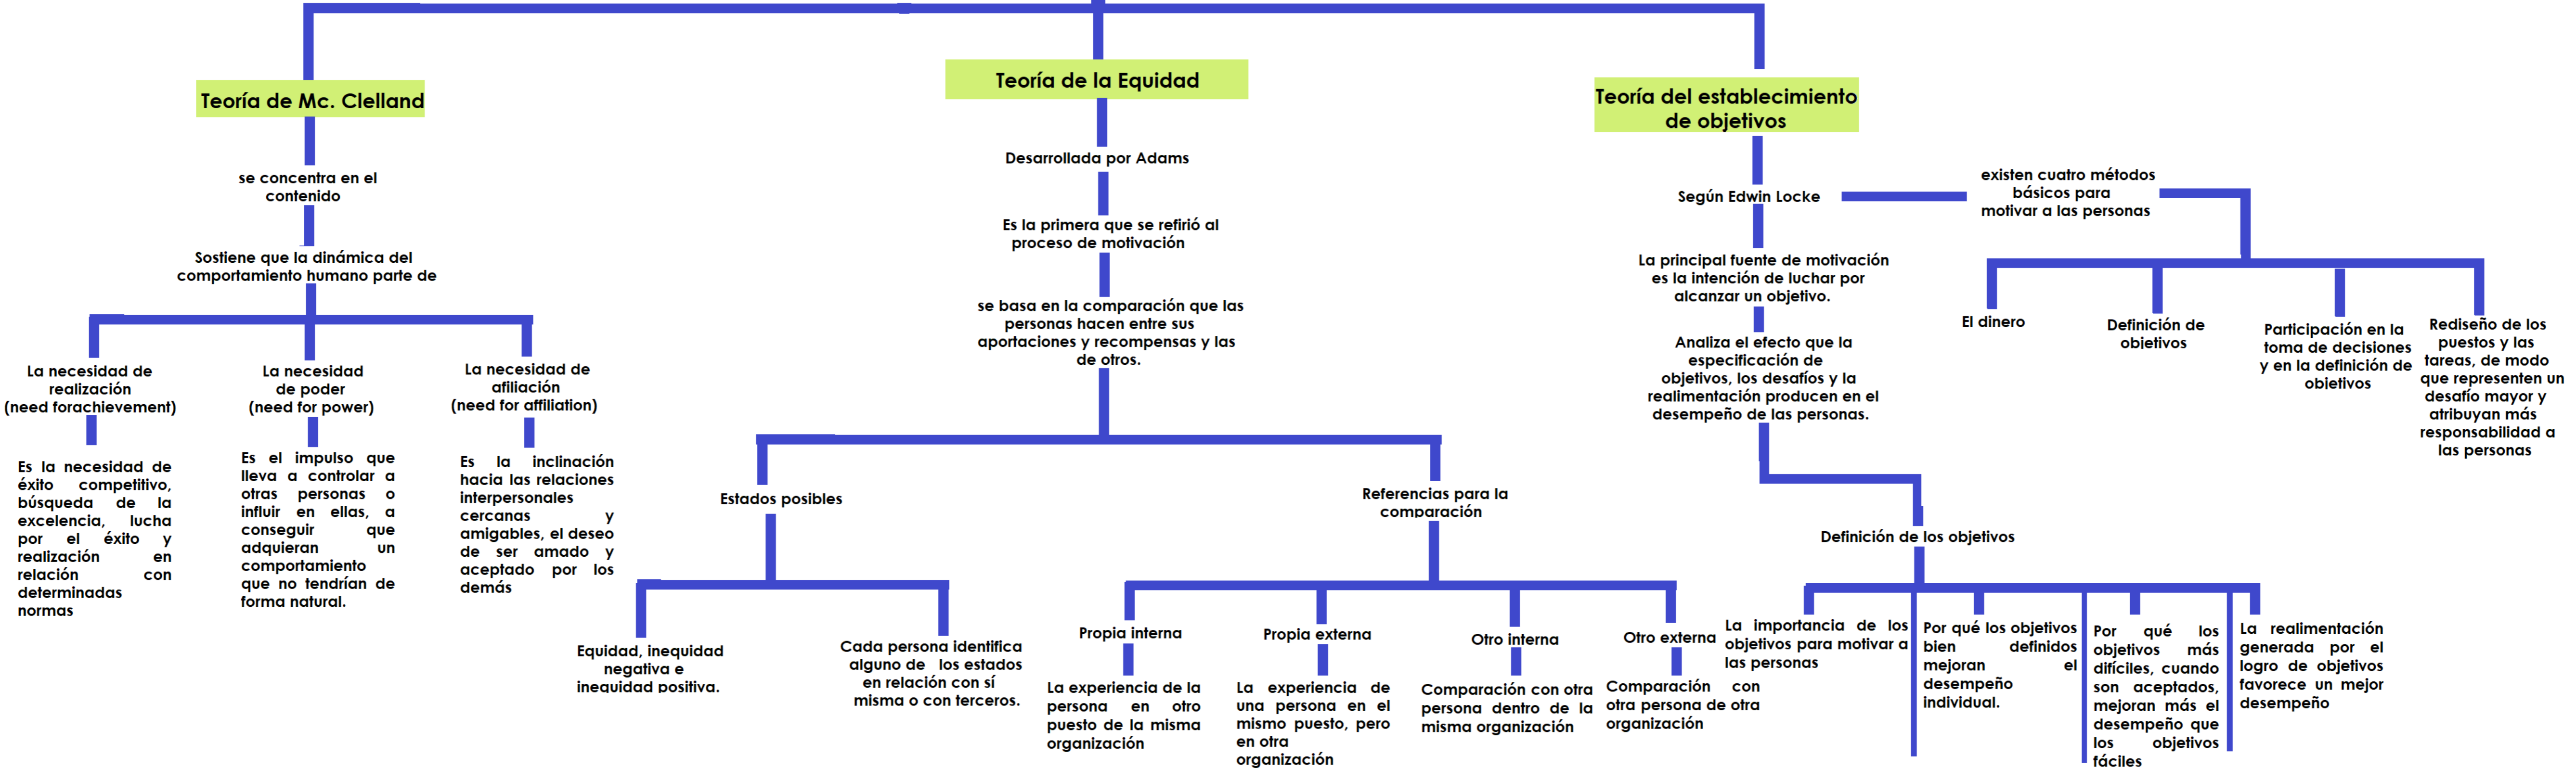 Teoría de Mc. Clelland
se concentra en el
contenido
Sostiene que la dinámica del
comportamiento humano parte de
La necesidad de
realización
(need forachievement)
Es la necesidad de
éxito competitivo,
búsqueda de la
excelencia, lucha
por el éxito y
realización en
relación con
determinadas
normas
La necesidad
de poder
(need for power)
Es el impulso que
lleva a controlar a
otras personas o
influir en ellas, a
conseguir que
adquieran un
comportamiento
que no tendrían de
forma natural.
La necesidad de
afiliación
(need for affiliation)
Es la inclinación
hacia las relaciones
interpersonales
cercanas y
amigables, el deseo
de ser amado y
aceptado por los
demás
Teoría de la Equidad
Desarrollada por Adams
Es la primera que se refirió al
proceso de motivación
se basa en la comparación que las
personas hacen entre sus
aportaciones y recompensas y las
de otros.
Estados posibles
Equidad, inequidad
negativa e
inequidad positiva.
Cada persona identifica
alguno de los estados
en relación con sí
misma o con terceros.
Referencias para la
comparación
Propia interna
La experiencia de la
persona en otro
puesto de la misma
organización
Propia externa
La experiencia de
una persona en el
mismo puesto, pero
en otra
organización
Otro interna
Comparación con otra
persona dentro de la
misma organización
Otro externa
Comparación con
otra persona de otra
organización
Teoría del establecimiento
de objetivos
Según Edwin Locke
La principal fuente de motivación
es la intención de luchar por
alcanzar un objetivo.
Analiza el efecto que la
especificación de
objetivos, los desafíos y la
realimentación producen en el
desempeño de las personas.
Definición de los objetivos
La importancia de los
objetivos para motivar a
las personas
Por qué los objetivos
bien definidos
mejoran el
desempeño
individual.
Por qué los
objetivos más
difíciles, cuando
son aceptados,
mejoran más el
desempeño que
los objetivos
fáciles
La realimentación
generada por el
logro de objetivos
favorece un mejor
desempeño
existen cuatro métodos
básicos para
motivar a las personas
El dinero
Definición de
objetivos
Participación en la
toma de decisiones
y en la definición de
objetivos
Rediseño de los
puestos y las
tareas, de modo
que representen un
desafío mayor y
atribuyan más
responsabilidad a
las personas